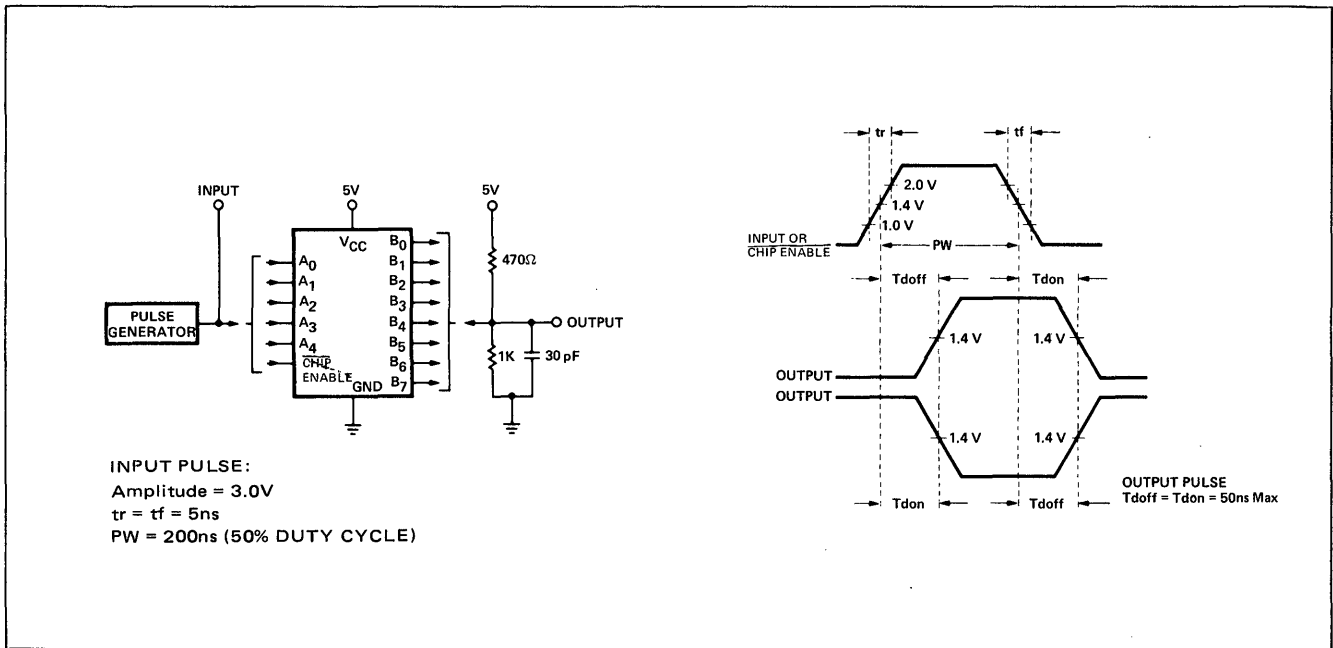 INPUT
5V
5V
VCC
A0
A1
A2
A3
A4
CHIP
ENABLE
GND
B0
B1
B2
B3
B4
B5
B6
B7
PULSE
GENERATOR
470Ω
OUTPUT
1K
30 pF
INPUT PULSE:
Amplitude = 3.0V
tr = tf = 5ns
PW = 200ns (50% DUTY CYCLE)
tr
tf
2.0 V
1.4 V
1.0 V
INPUT OR
CHIP ENABLE
PW
Tdoff
Tdon
1.4 V
1.4 V
OUTPUT
OUTPUT
1.4 V
1.4 V
OUTPUT PULSE
Tdoff = Tdon = 50ns Max
Tdon
Tdoff